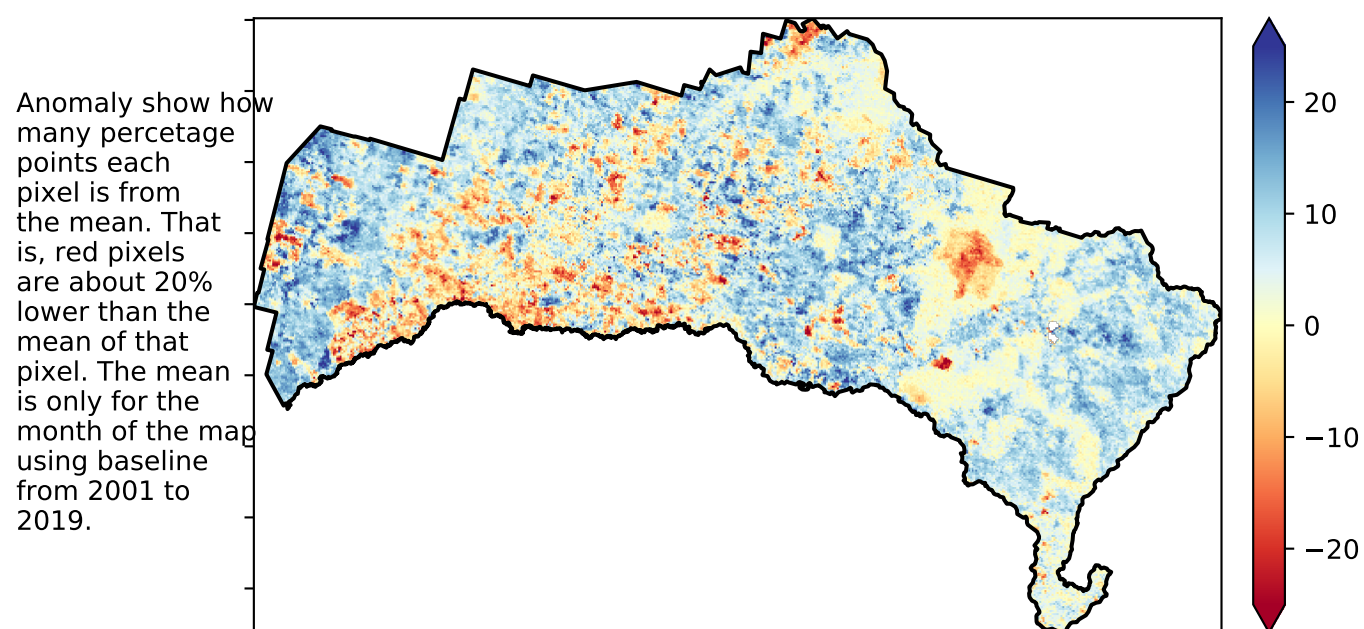 Anomaly show how
many percetage
points each
pixel is from
the mean. That
is, red pixels
are about 20%
lower than the
mean of that
pixel. The mean
is only for the
month of the map
using baseline
from 2001 to
2019.
20
10
0
−10
−20